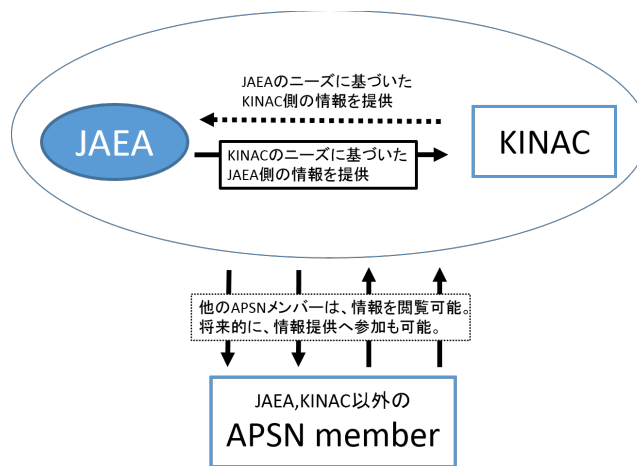 JAEAのニーズに基づいた
KINAC側の情報を提供
JAEA
KINAC
KINACのニーズに基づいた
JAEA側の情報を提供
他のAPSNメンバーは、情報を閲覧可能。
将来的に、情報提供へ参加も可能。
JAEA,KINAC以外の
APSN member